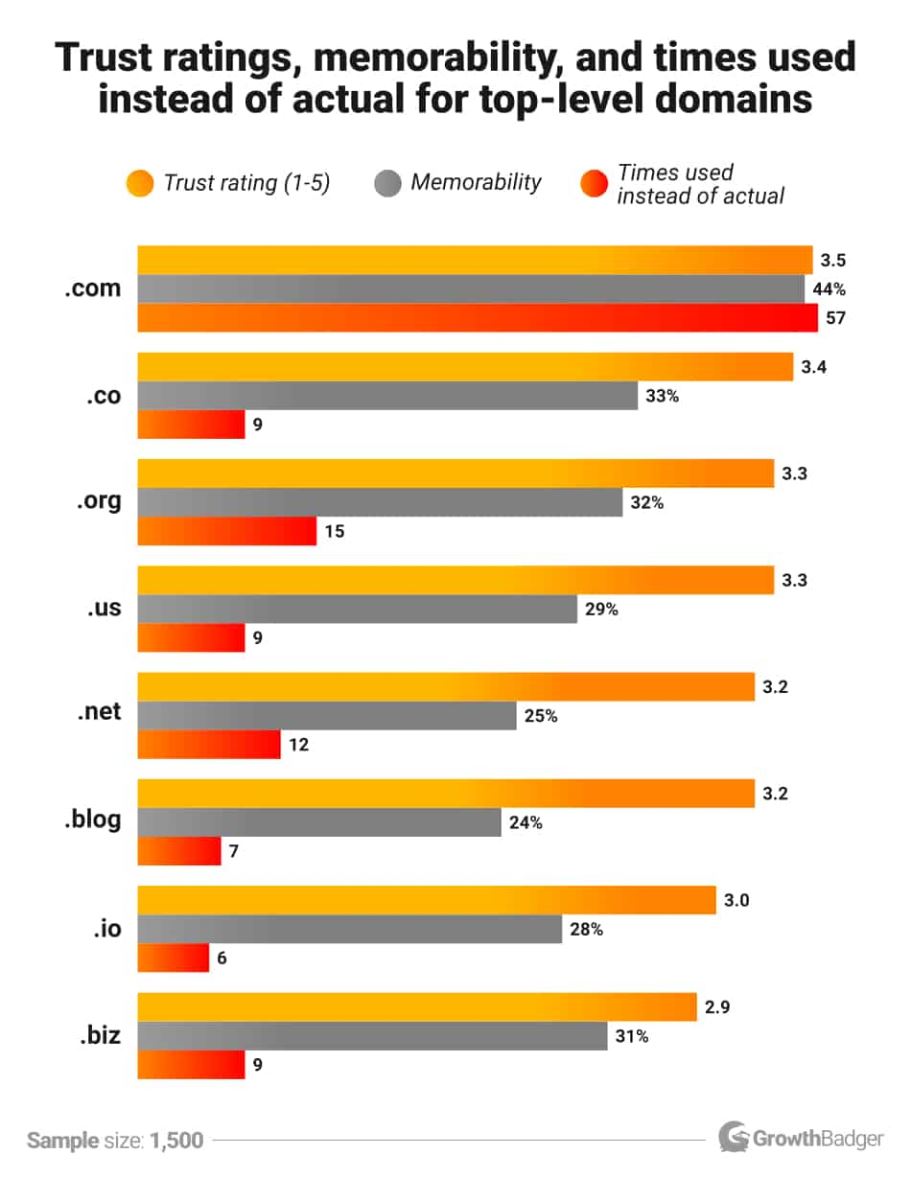 Trust ratings, memorability, and times used
instead of actual for top-level domains
Trust rating (1-5)
Memorability
Times used
instead of actual
.com
3.5
44%
57
.co
3.4
33%
9
.org
3.3
32%
15
.us
3.3
29%
9
.net
3.2
25%
12
.blog
3.2
24%
7
.io
3.0
28%
6
.biz
2.9
31%
9
Sample size: 1,500
GrowthBadger